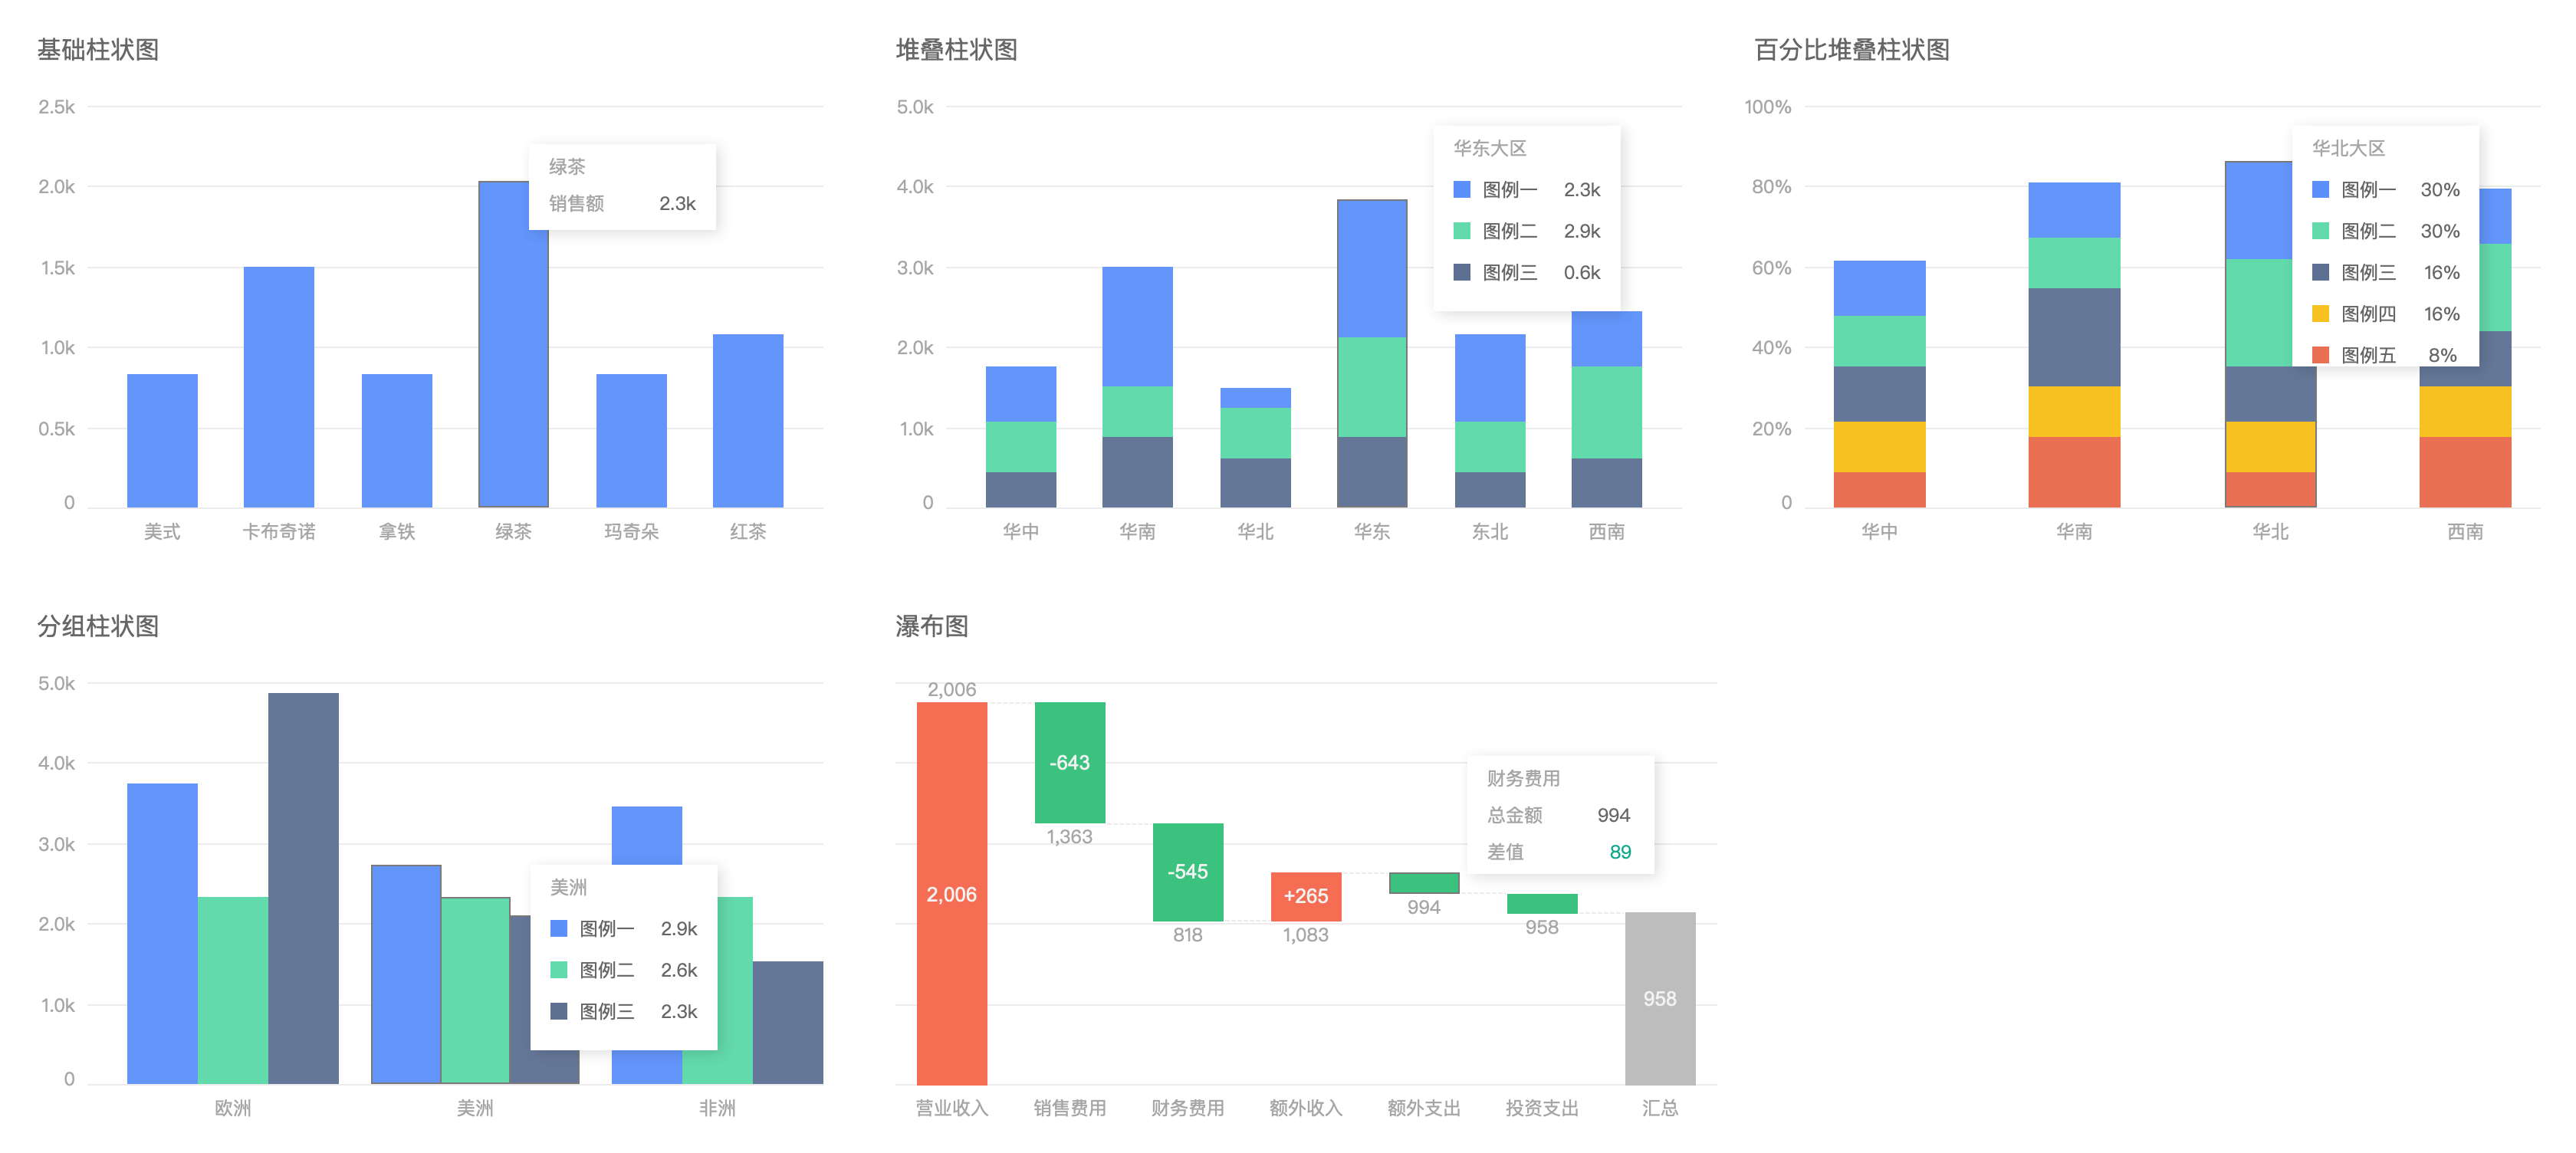 基础柱状图
2.5k
2.0k
1.5k
1.0k
0.5k
0
绿茶
销售额 2.3k
美式 卡布奇诺 拿铁 绿茶 玛奇朵 红茶
堆叠柱状图
5.0k
4.0k
3.0k
2.0k
1.0k
0
华东大区
图例一 2.3k
图例二 2.9k
图例三 0.6k
华中 华南 华北 华东 东北 西南
百分比堆叠柱状图
100%
80%
60%
40%
20%
0
华北大区
图例一 30%
图例二 30%
图例三 16%
图例四 16%
图例五 8%
华中 华南 华北 西南
分组柱状图
5.0k
4.0k
3.0k
2.0k
1.0k
0
美洲
图例一 2.9k
图例二 2.6k
图例三 2.3k
欧洲 美洲 非洲
瀑布图
2,006
2,006
-643
1,363
-545
818
+265
1,083
994
958
958
财务费用
总金额 994
差值 89
营业收入 销售费用 财务费用 额外收入 额外支出 投资支出 汇总